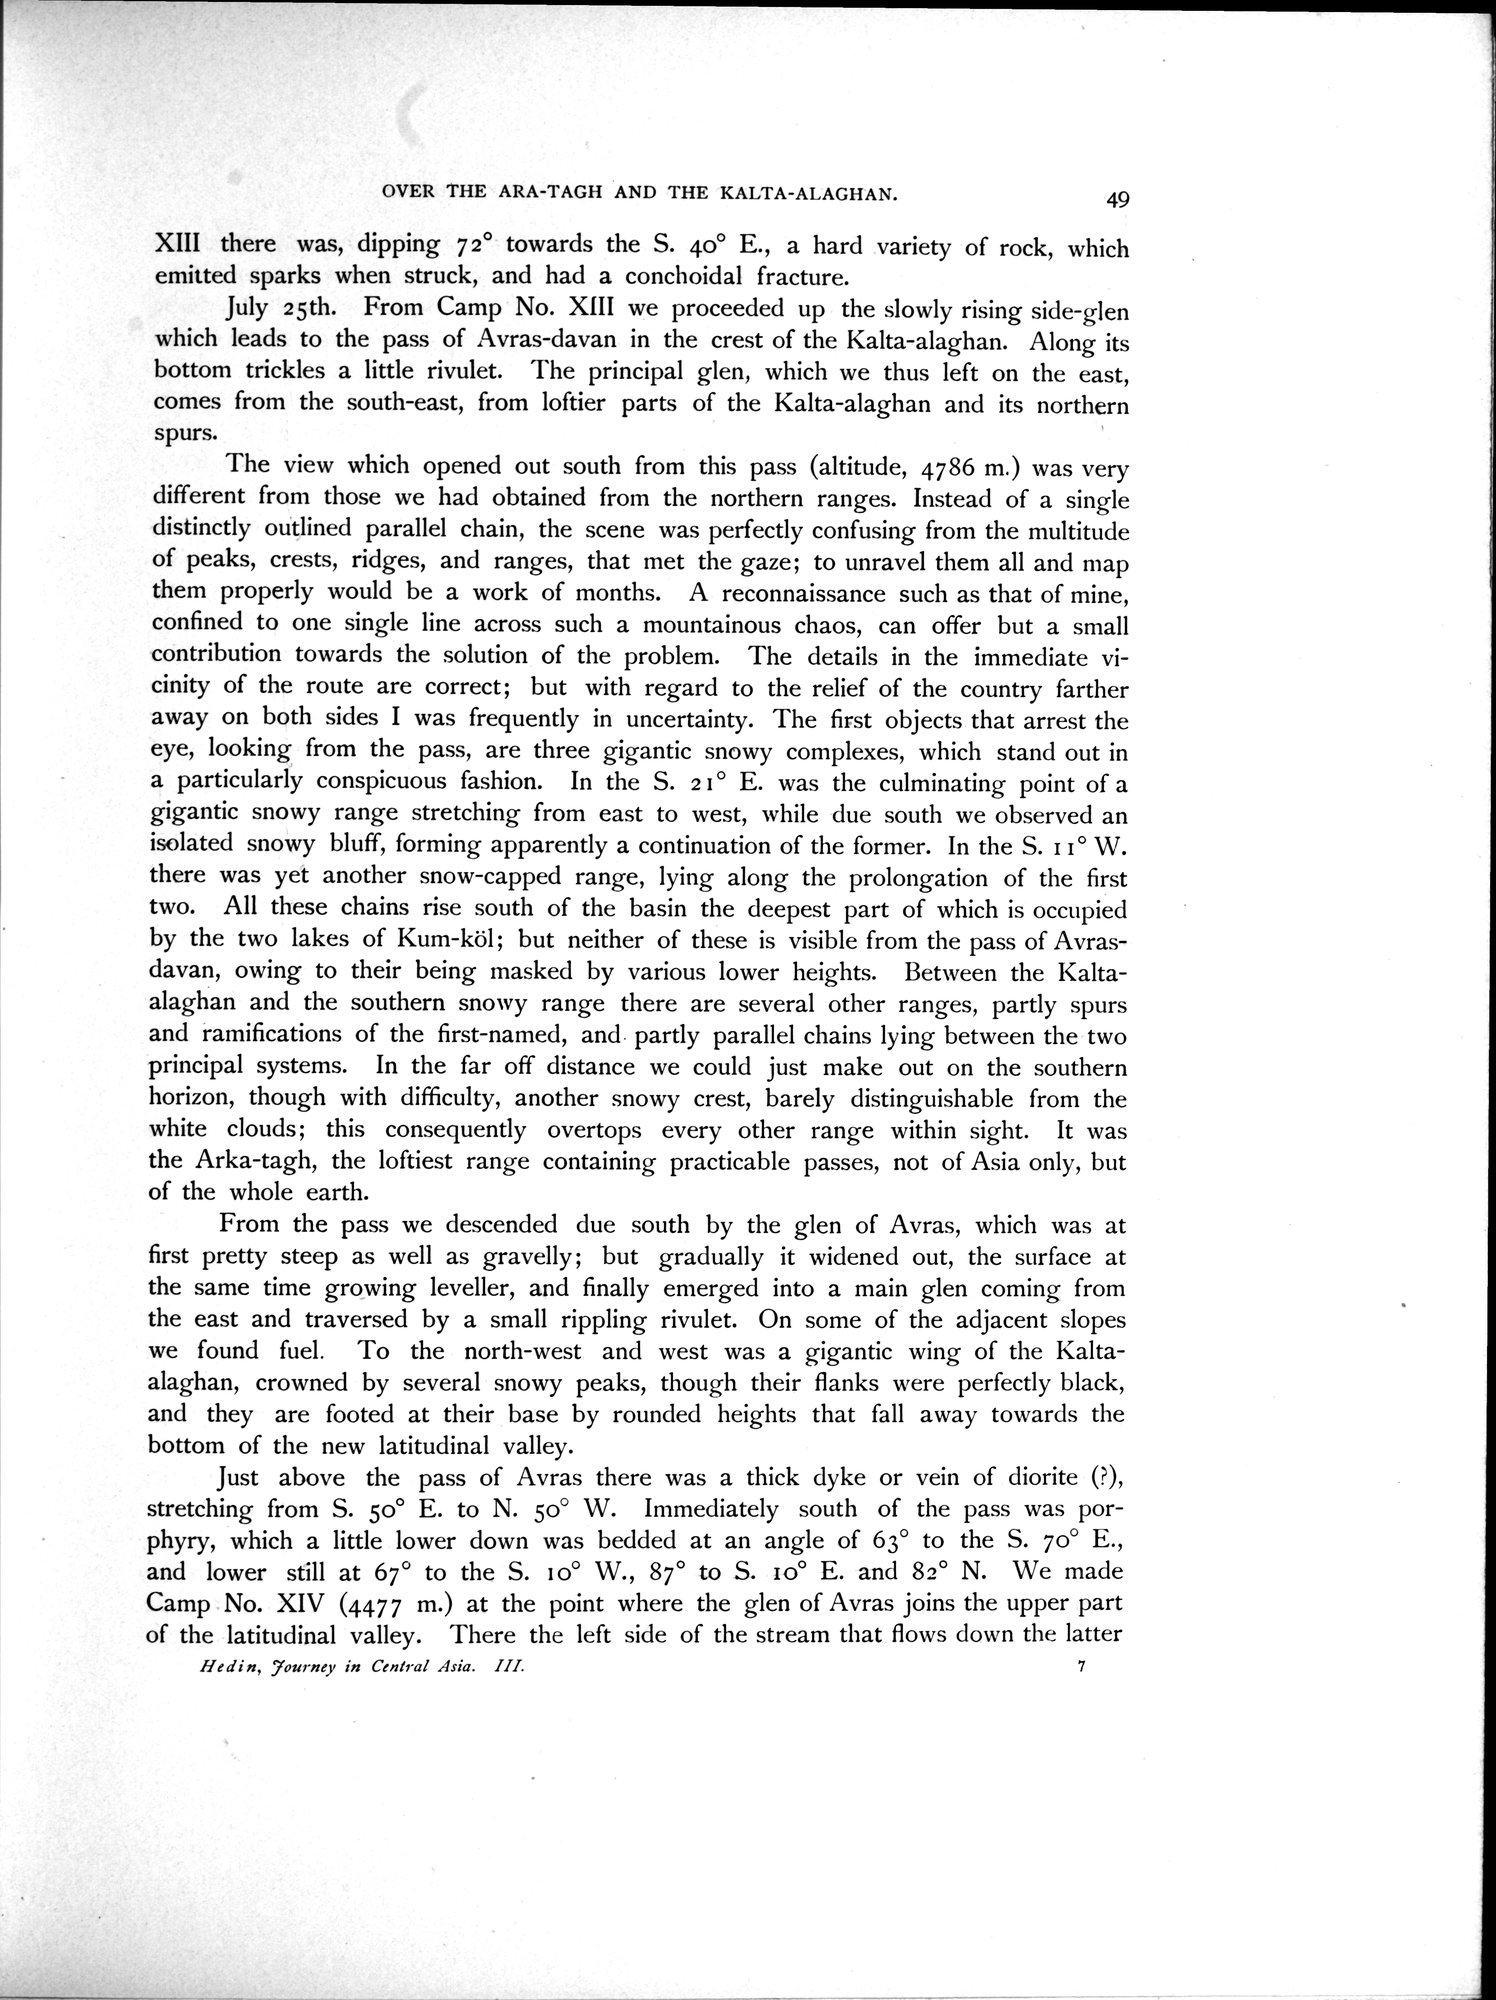 OVER THE ARA-TAGH AND THE KALTA-ALAGHAN. 49
XIII there was, dipping 72° towards the S. 40° E., a hard variety of rock, which
emitted sparks when struck, and had a conchoidal fracture.
July 25th. From Camp No. XIII we proceeded up the slowly rising side-glen
which leads to the pass of Avras-davan in the crest of the Kalta-alaghan. Along its
bottom trickles a little rivulet. The principal glen, which we thus left on the east,
comes from the south-east, from loftier parts of the Kalta-alaghan and its northern
spurs.
The view which opened out south from this pass (altitude, 4786 m.) was very
different from those we had obtained from the northern ranges. Instead of a single
distinctly outlined parallel chain, the scene was perfectly confusing from the multitude
of peaks, crests, ridges, and ranges, that met the gaze; to unravel them all and map
them properly would be a work of months. A reconnaissance such as that of mine,
confined to one single line across such a mountainous chaos, can offer but a small
contribution towards the solution of the problem. The details in the immediate vi-
cinity of the route are correct; but with regard to the relief of the country farther
away on both sides I was frequently in uncertainty. The first objects that arrest the
eye, looking from the pass, are three gigantic snowy complexes, which stand out in
a particularly conspicuous fashion. In the S. 21° E. was the culminating point of a
gigantic snowy range stretching from east to west, while due south we observed an
isolated snowy bluff, forming apparently a continuation of the former. In the S. 11° W.
there was yet another snow-capped range, lying along the prolongation of the first
two. All these chains rise south of the basin the deepest part of which is occupied
by the two lakes of Kum-köl; but neither of these is visible from the pass of Avras-
davan, owing to their being masked by various lower heights. Between the Kalta-
alaghan and the southern snowy range there are several other ranges, partly spurs
and ramifications of the first-named, and partly parallel chains lying between the two
principal systems. In the far off distance we could just make out on the southern
horizon, though with difficulty, another snowy crest, barely distinguishable from the
white clouds; this consequently overtops every other range within sight. It was
the Arka-tagh, the loftiest range containing practicable passes, not of Asia only, but
of the whole earth.
From the pass we descended due south by the glen of Avras, which was at
first pretty steep as well as gravelly; but gradually it widened out, the surface at
the same time growing leveller, and finally emerged into a main glen coming from
the east and traversed by a small rippling rivulet. On some of the adjacent slopes
we found fuel. To the north-west and west was a gigantic wing of the Kalta-
alaghan, crowned by several snowy peaks, though their flanks were perfectly black,
and they are footed at their base by rounded heights that fall away towards the
bottom of the new latitudinal valley.
Just above the pass of Avras there was a thick dyke or vein of diorite (?),
stretching from S. 50° E. to N. 50° W. Immediately south of the pass was por-
phyry, which a little lower down was bedded at an angle of 63° to the S. 70° E.,
and lower still at 67° to the S. 10° W., 87° to S. 10° E. and 82° N. We made
Camp No. XIV (4477 m.) at the point where the glen of Avras joins the upper part
of the latitudinal valley. There the left side of the stream that flows down the latter
Hedin, Journey in Central Asia. III. 7